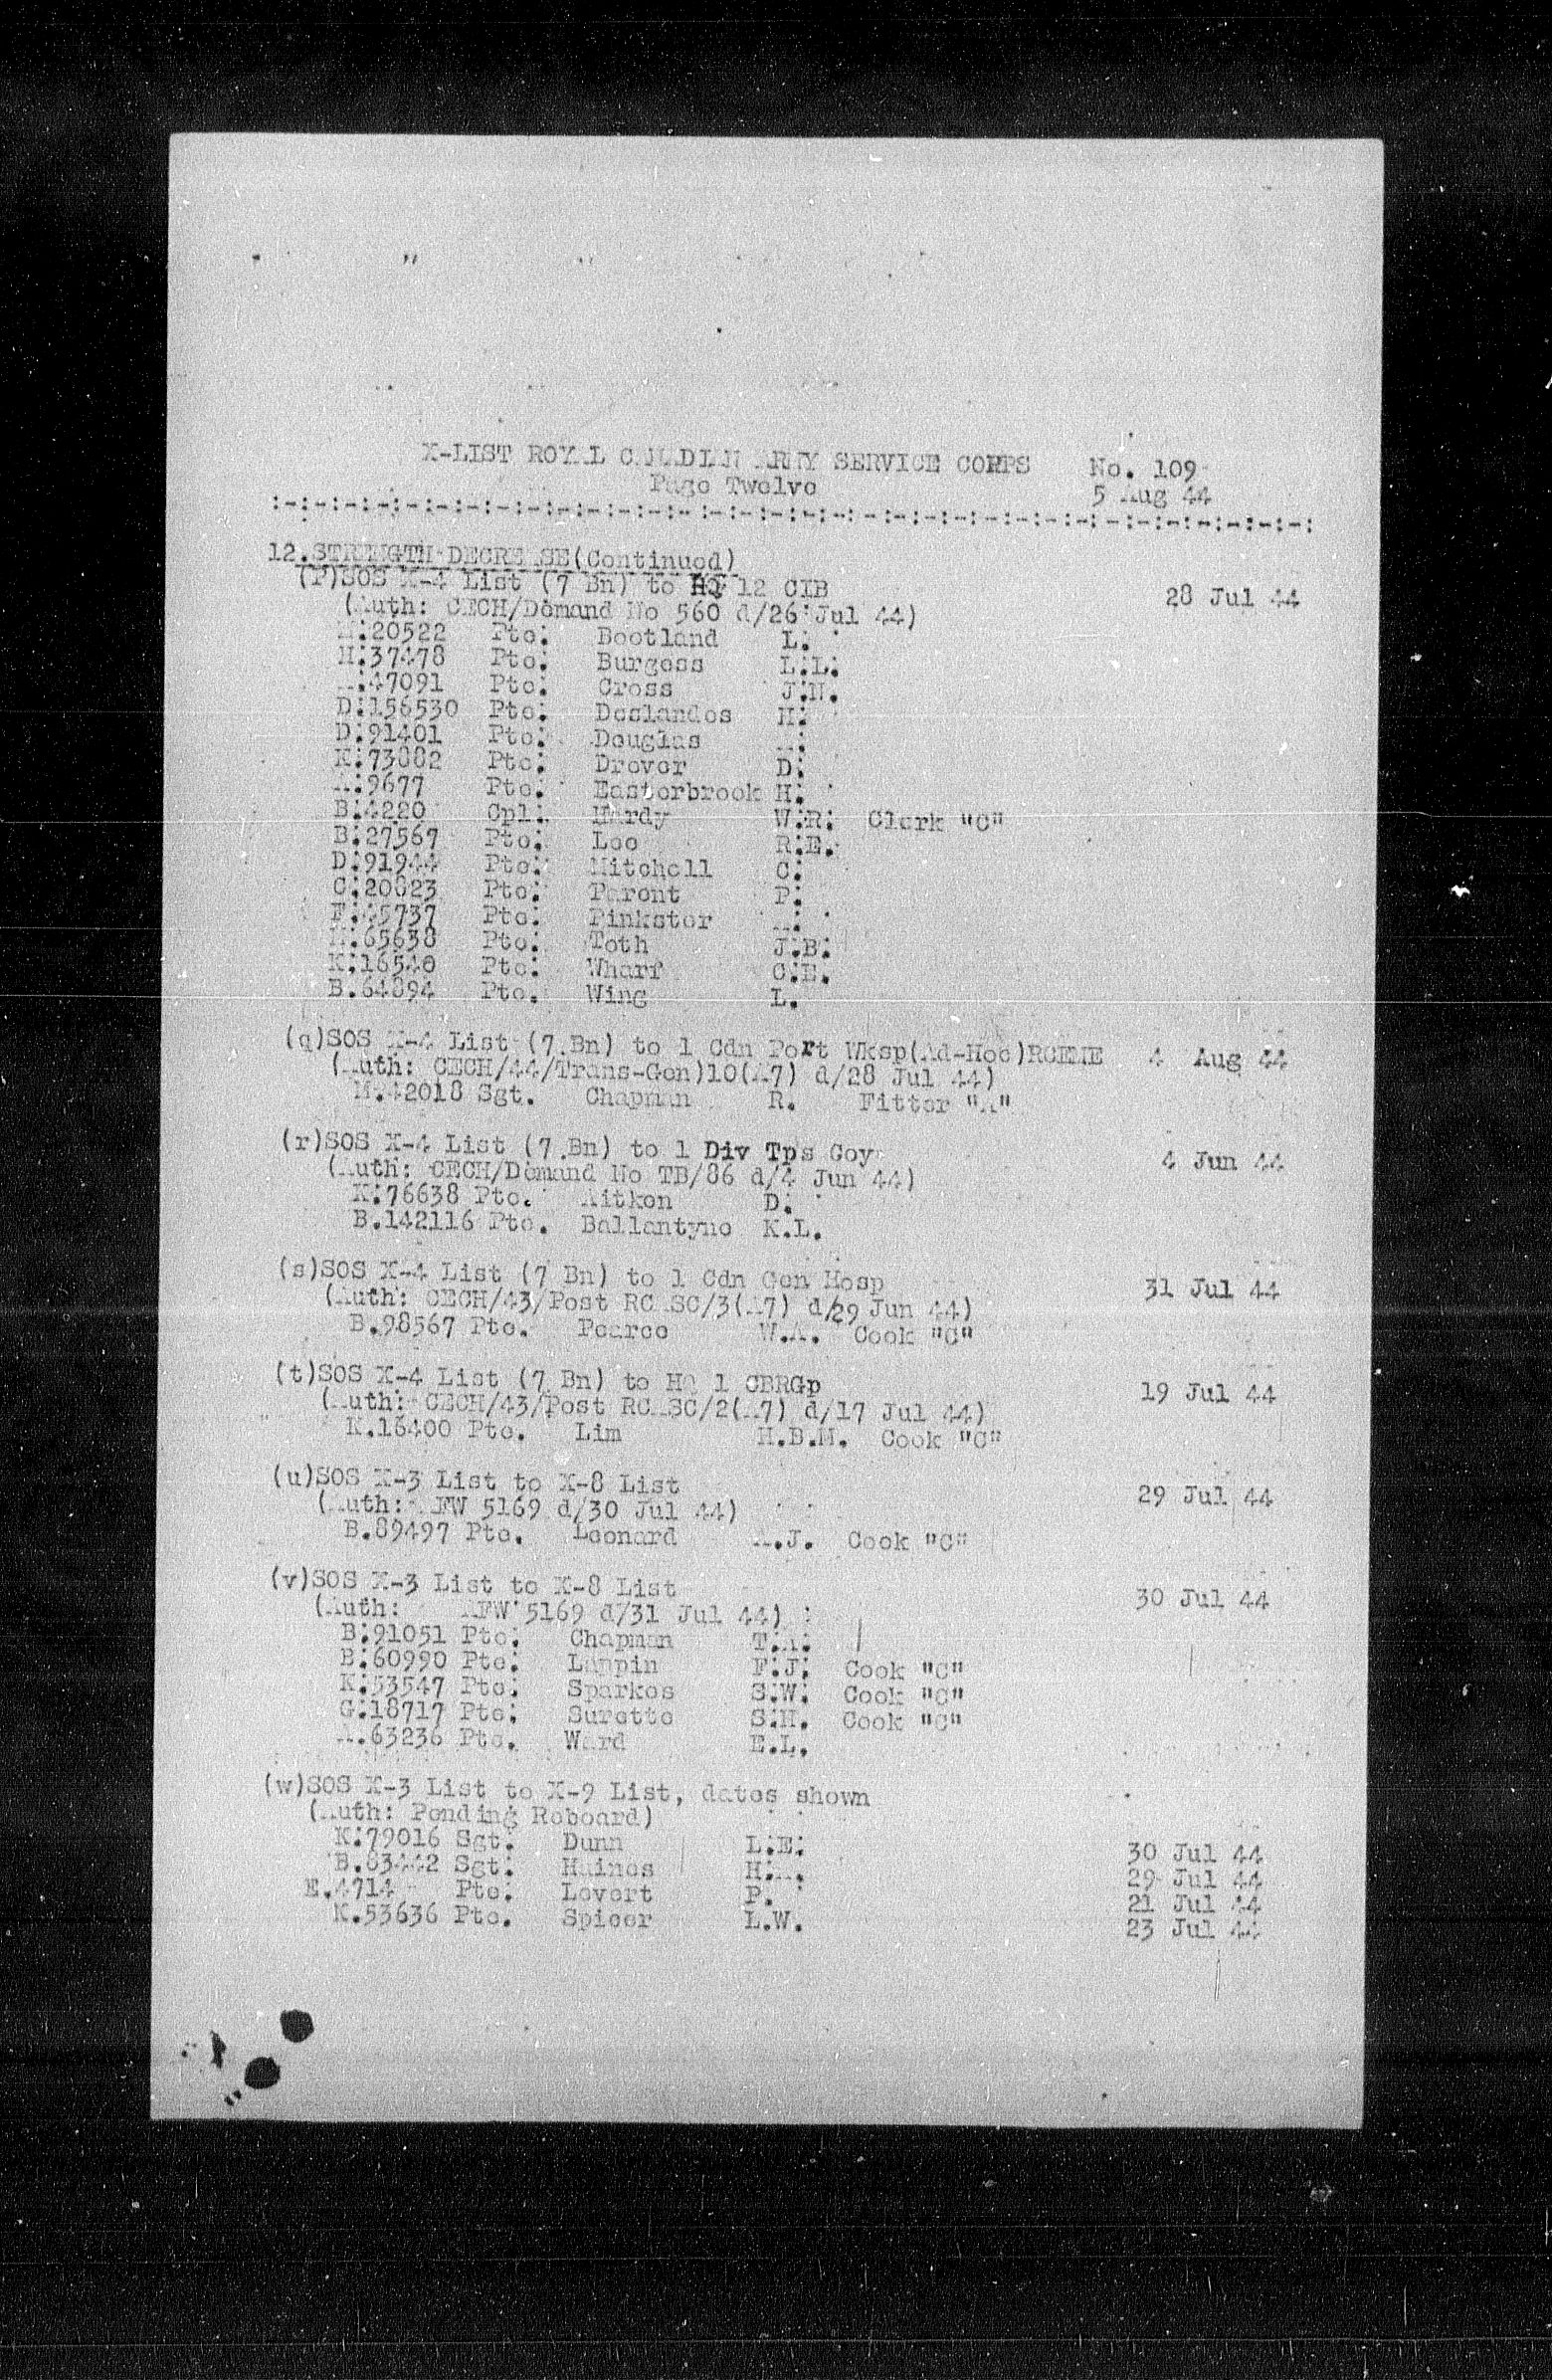 X-LIST ROYAL CANADIAN ARMY SERVICE CORPS No. 109
Page Twelve 5 Aug 44
:-:-:-:-:-:-:-:-:-:-:-:-:-:-:-:-:-:-:-:-:-:-:-:-:-:-:-:-:-:-:-:-:-:-:
12.STRENGTH DECREASE(Continued)
(P)SOS X-4 List (7 Bn) to HQ 12 CIB 28 Jul 44
(Auth: CECH/Demand No 560 d/26 Jul 44)
20522 Pte. Bootland L.
H.37478 Pte. Burgess L.L.
47091 Pte. Cross J.N.
D.156530 Pte. Deslandes H.
D.91401 Pte. Douglas A.
K.73882 Pte. Drover D.
A.9677 Pte. Easterbrook H.
B.4220 Cpl. Hardy W.R. Clerk "C"
B.27567 Pte. Lee R.E.
D.91944 Pte. Mitchell C.
C.20823 Pte. Parent P.
F.45737 Pte. Pinkster A.
65638 Pte. Toth J.B.
K.16540 Pte. Wharf C.E.
B.64894 Pte. Wing L.
(q)SOS X-4 List (7 Bn) to 1 Cdn Port Wksp(Ad-Hoc)RCEME 4 Aug 44
(Auth: CECH/44/Trans-Gen)10(A7) d/28 Jul 44)
M.42018 Sgt. Chapman R. Fitter "A"
(r)SOS X-4 List (7 Bn) to 1 Div Tps Coy 4 Jun 44
(Auth: CECH/Demand No TB/86 d/4 Jun 44)
K.76638 Pte. Aitken D.
B.142116 Pte. Ballantyne K.L.
(s)SOS X-4 List (7 Bn) to 1 Cdn Gen Hosp 31 Jul 44
(Auth: CECH/43/Post RCASC/3(A7) d/29 Jun 44)
B.98567 Pte. Pearce W.A. Cook "C"
(t)SOS X-4 List (7 Bn) to HQ 1 CBRGp 19 Jul 44
(Auth: CECH/43/Post RCASC/2(A7) d/17 Jul 44)
K.16400 Pte. Lim H.B.M. Cook "C"
(u)SOS X-3 List to X-8 List 29 Jul 44
(Auth: AFW 5169 d/30 Jul 44)
B.89497 Pte. Leonard A.J. Cook "C"
(v)SOS X-3 List to X-8 List 30 Jul 44
(Auth: AFW 5169 d/31 Jul 44)
B.91051 Pte. Chapman T.A.
B.60990 Pte. Lappin F.J. Cook "C"
K.53547 Pte. Sparkes S.W. Cook "C"
G.18717 Pte. Surette S.H. Cook "C"
A.63236 Pte. Ward E.L.
(w)SOS X-3 List to X-9 List, dates shown
(Auth: Pending Reboard)
K.79016 Sgt. Dunn L.E. 30 Jul 44
B.83442 Sgt. Haines H.A. 29 Jul 44
E.4714 Pte. Levert P. 21 Jul 44
K.53636 Pte. Spicer L.W. 23 Jul 44